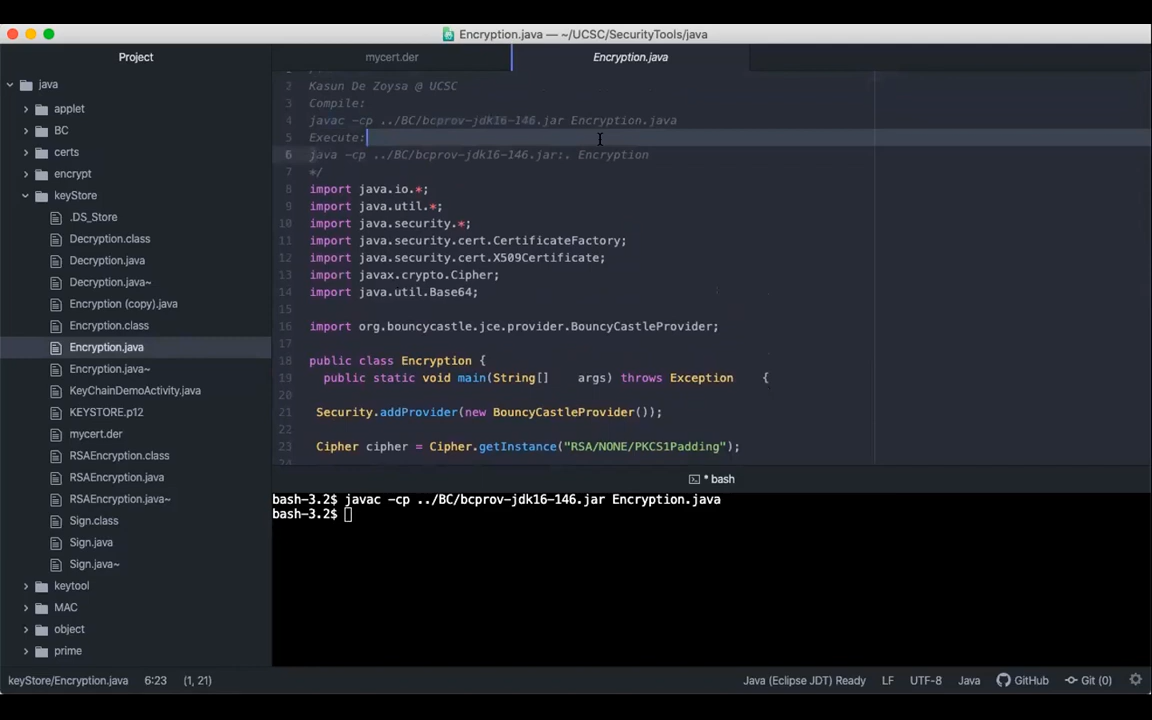 Encryption.java — ~/UCSC/SecurityTools/java
Project
mycert.der
Encryption.java
java
applet
BC
certs
encrypt
keyStore
.DS_Store
Decryption.class
Decryption.java
Decryption.java~
Encryption (copy).java
Encryption.class
Encryption.java
Encryption.java~
KeyChainDemoActivity.java
KEYSTORE.p12
mycert.der
RSAEncryption.class
RSAEncryption.java
RSAEncryption.java~
Sign.class
Sign.java
Sign.java~
keytool
MAC
object
prime
2 Kasun De Zoysa @ UCSC
3 Compile:
4 javac -cp ../BC/bcprov-jdk16-146.jar Encryption.java
5 Execute:
6 java -cp ../BC/bcprov-jdk16-146.jar:. Encryption
7 */
8 import java.io.*;
9 import java.util.*;
10 import java.security.*;
11 import java.security.cert.CertificateFactory;
12 import java.security.cert.X509Certificate;
13 import javax.crypto.Cipher;
14 import java.util.Base64;
15
16 import org.bouncycastle.jce.provider.BouncyCastleProvider;
17
18 public class Encryption {
19 public static void main(String[] args) throws Exception {
20
21 Security.addProvider(new BouncyCastleProvider());
22
23 Cipher cipher = Cipher.getInstance("RSA/NONE/PKCS1Padding");
* bash
bash-3.2$ javac -cp ../BC/bcprov-jdk16-146.jar Encryption.java
bash-3.2$
keyStore/Encryption.java 6:23 (1, 21) Java (Eclipse JDT) Ready LF UTF-8 Java GitHub Git (0)